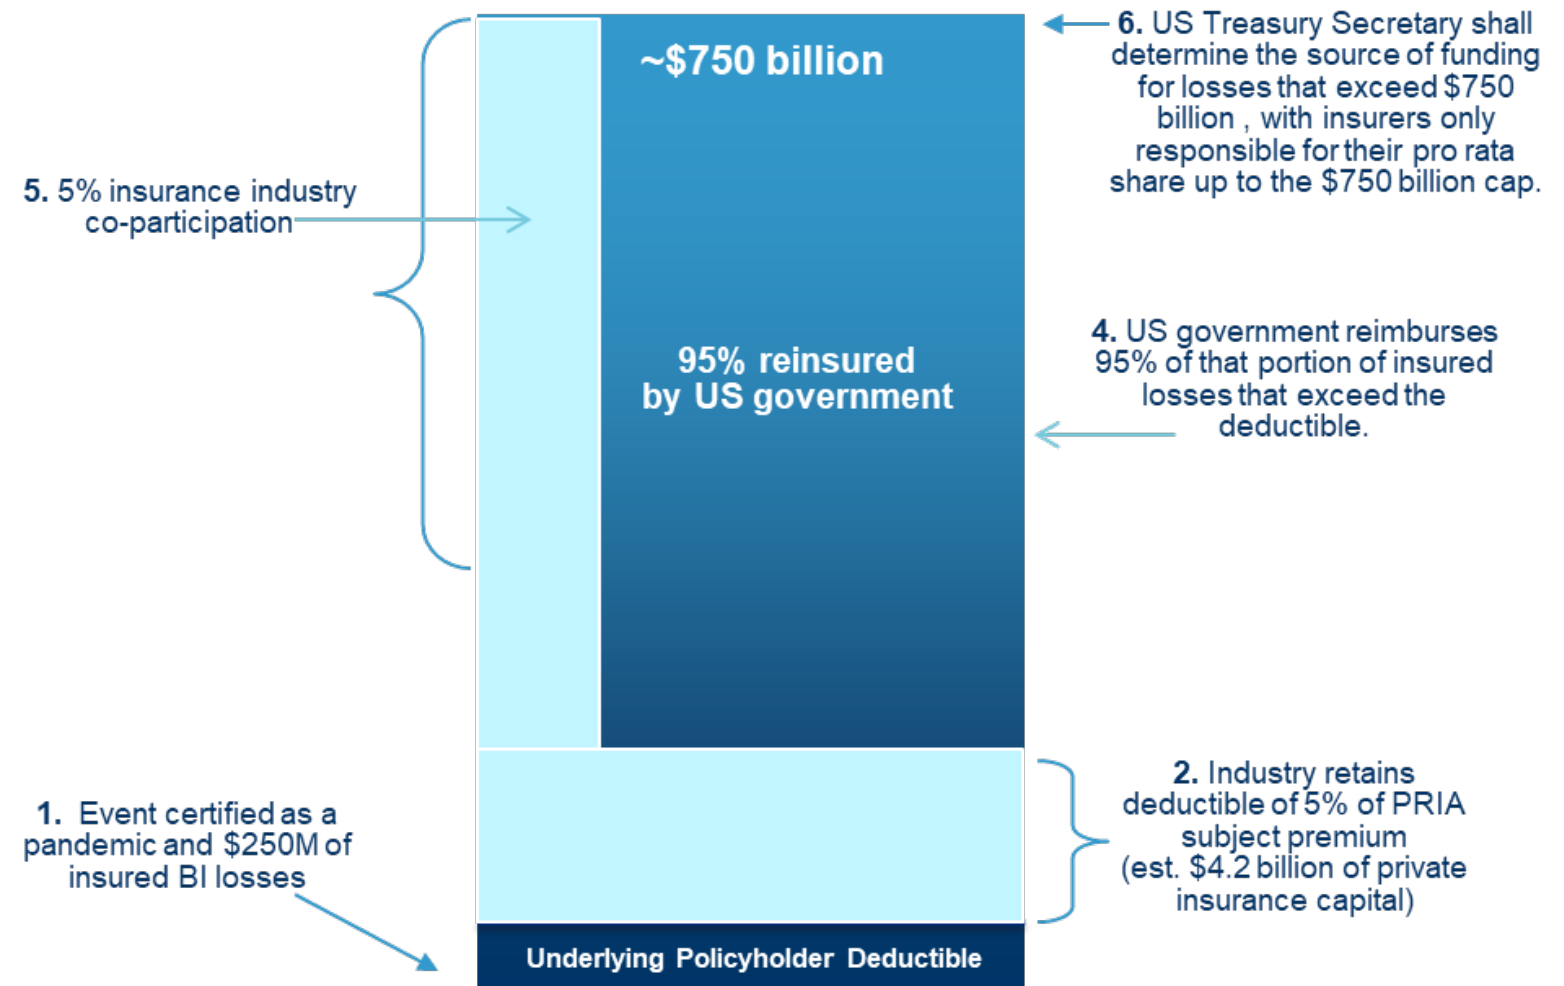 ~$750 billion
6. US Treasury Secretary shall
determine the source of funding
for losses that exceed $750
billion , with insurers only
responsible for their pro rata
share up to the $750 billion cap.
5. 5% insurance industry
co-participation
95% reinsured
by US government
4. US government reimburses
95% of that portion of insured
losses that exceed the
deductible.
1. Event certified as a
pandemic and $250M of
insured BI losses
2. Industry retains
deductible of 5% of PRIA
subject premium
(est. $4.2 billion of private
insurance capital)
Underlying Policyholder Deductible